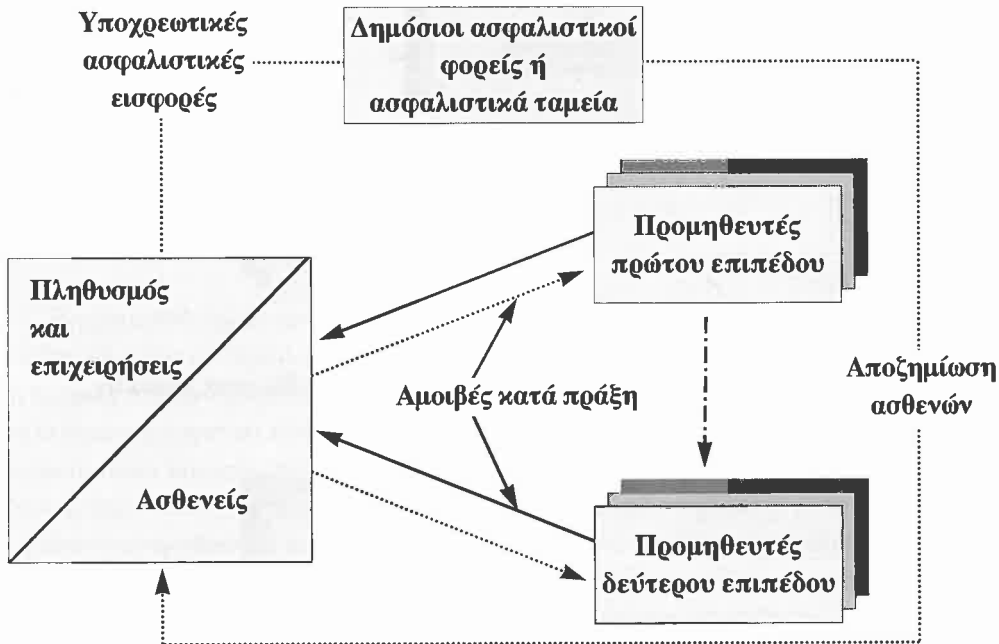 Υποχρεωτικές
ασφαλιστικές
εισφορές
Δημόσιοι ασφαλιστικοί
φορείς ή
ασφαλιστικά ταμεία
Προμηθευτές
πρώτου επιπέδου
Πληθυσμός
και
επιχειρήσεις
Αμοιβές κατά πράξη
Αποζημίωση
ασθενών
Ασθενείς
Προμηθευτές
δεύτερου επιπέδου